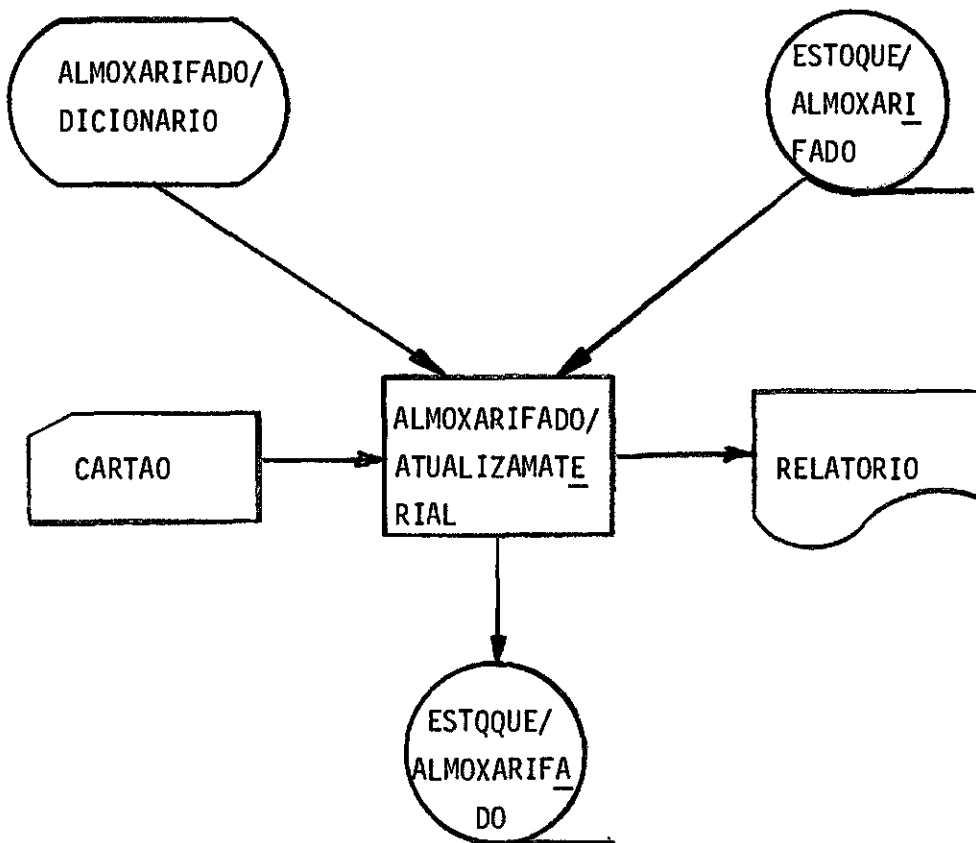 ALMOXARIFADO/
DICIONARIO
ESTOQUE/
ALMOXARI
FADO
CARTAO
ALMOXARIFADO/
ATUALIZAMATE
RIAL
RELATORIO
ESTQQUE/
ALMOXARIFA
DO